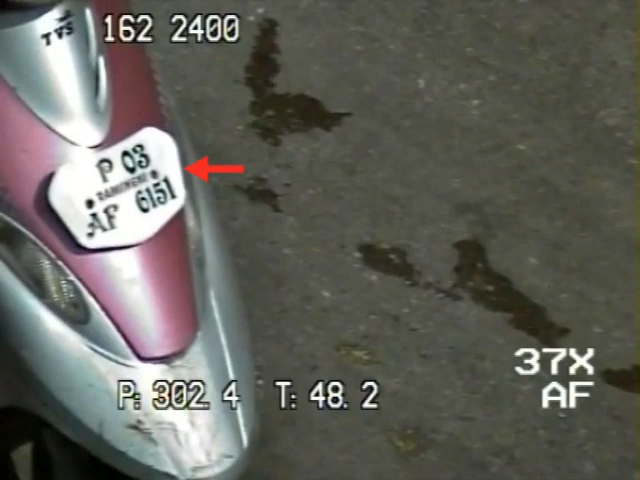 TVS
162 2400
P 03
AF 6151
P: 302.4 T: 48.2
37X
AF